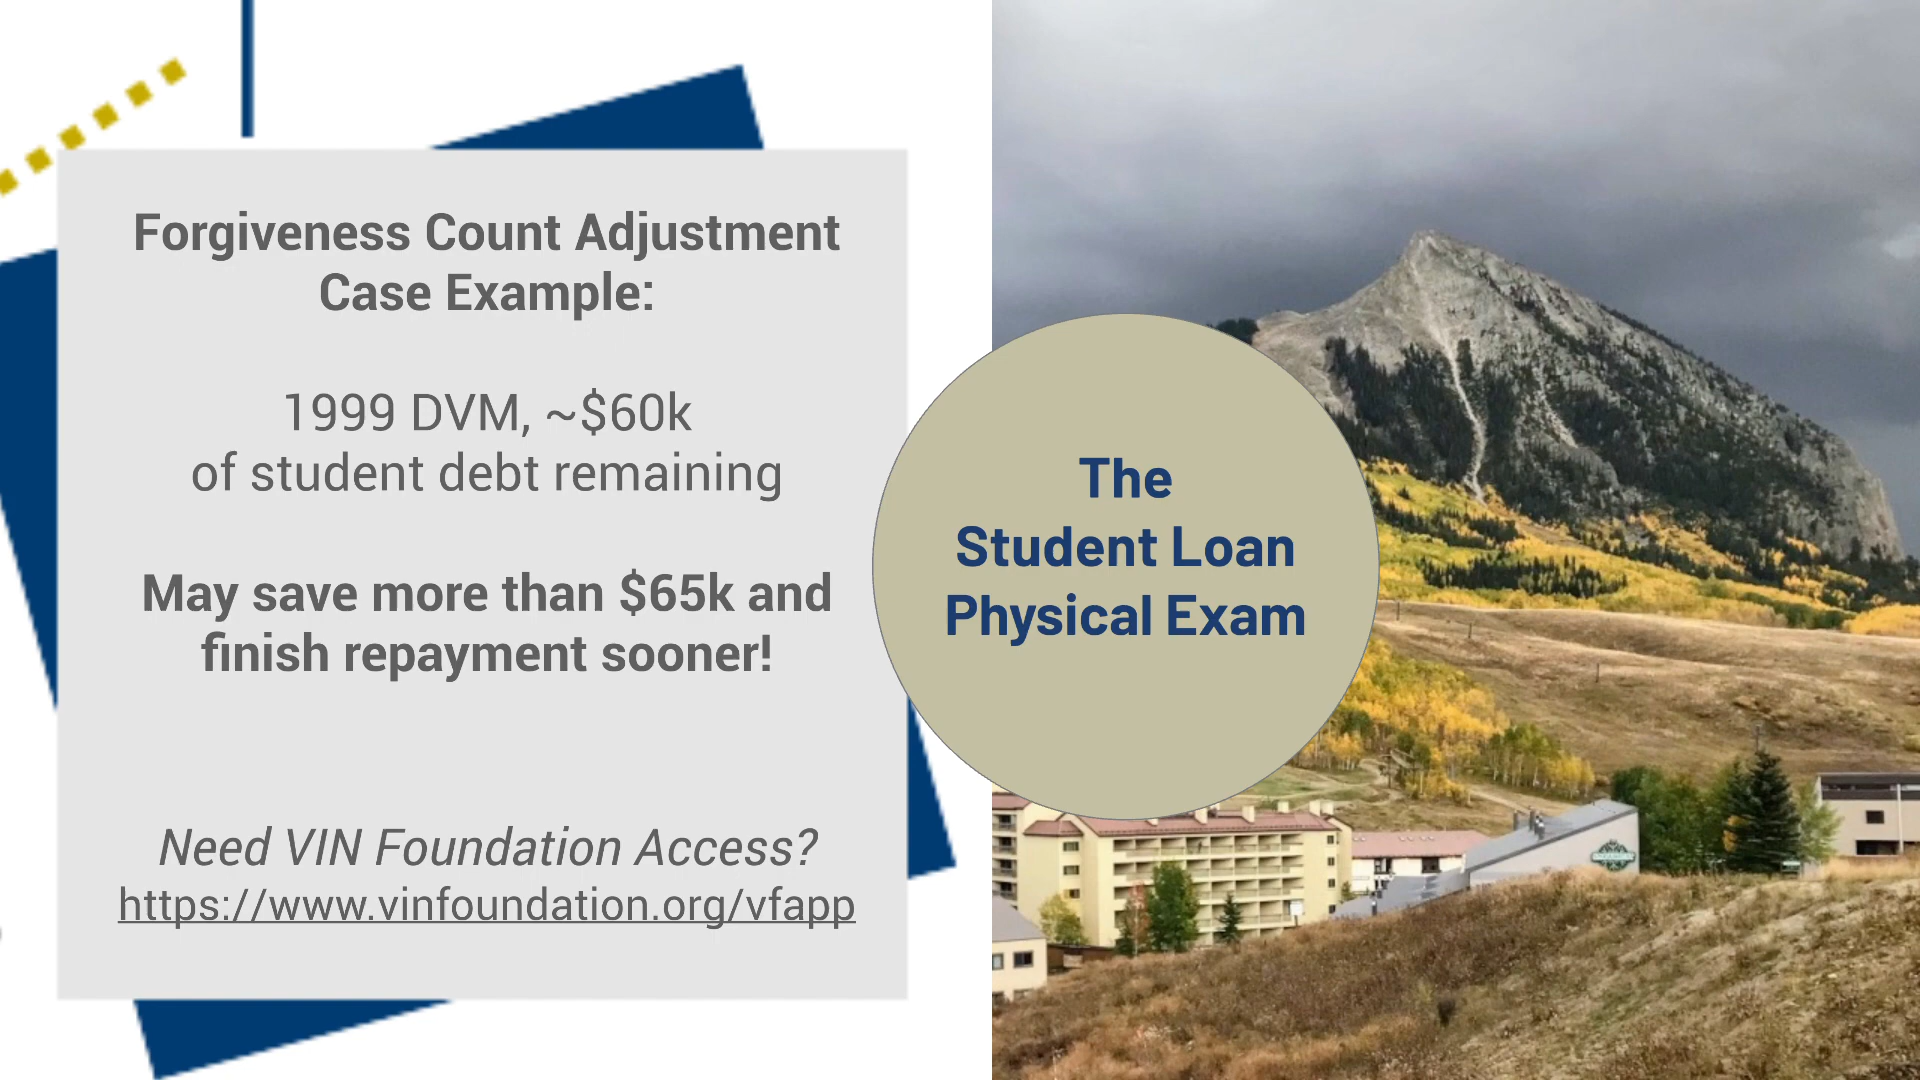 Forgiveness Count Adjustment
Case Example:
1999 DVM, ~$60k
of student debt remaining
May save more than $65k and
finish repayment sooner!
Need VIN Foundation Access?
https://www.vinfoundation.org/vfapp
The
Student Loan
Physical Exam